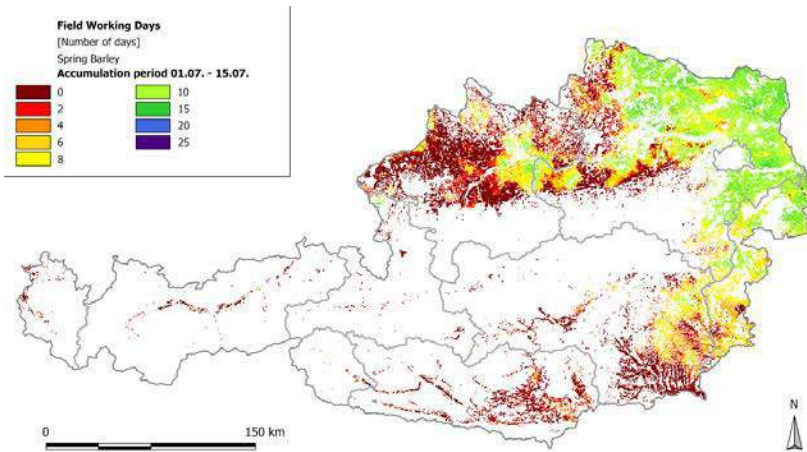 Field Working Days
[Number of days]
Spring Barley
Accumulation period 01.07. - 15.07.
0 10
2 15
4 20
6 25
8
0 150 km
N